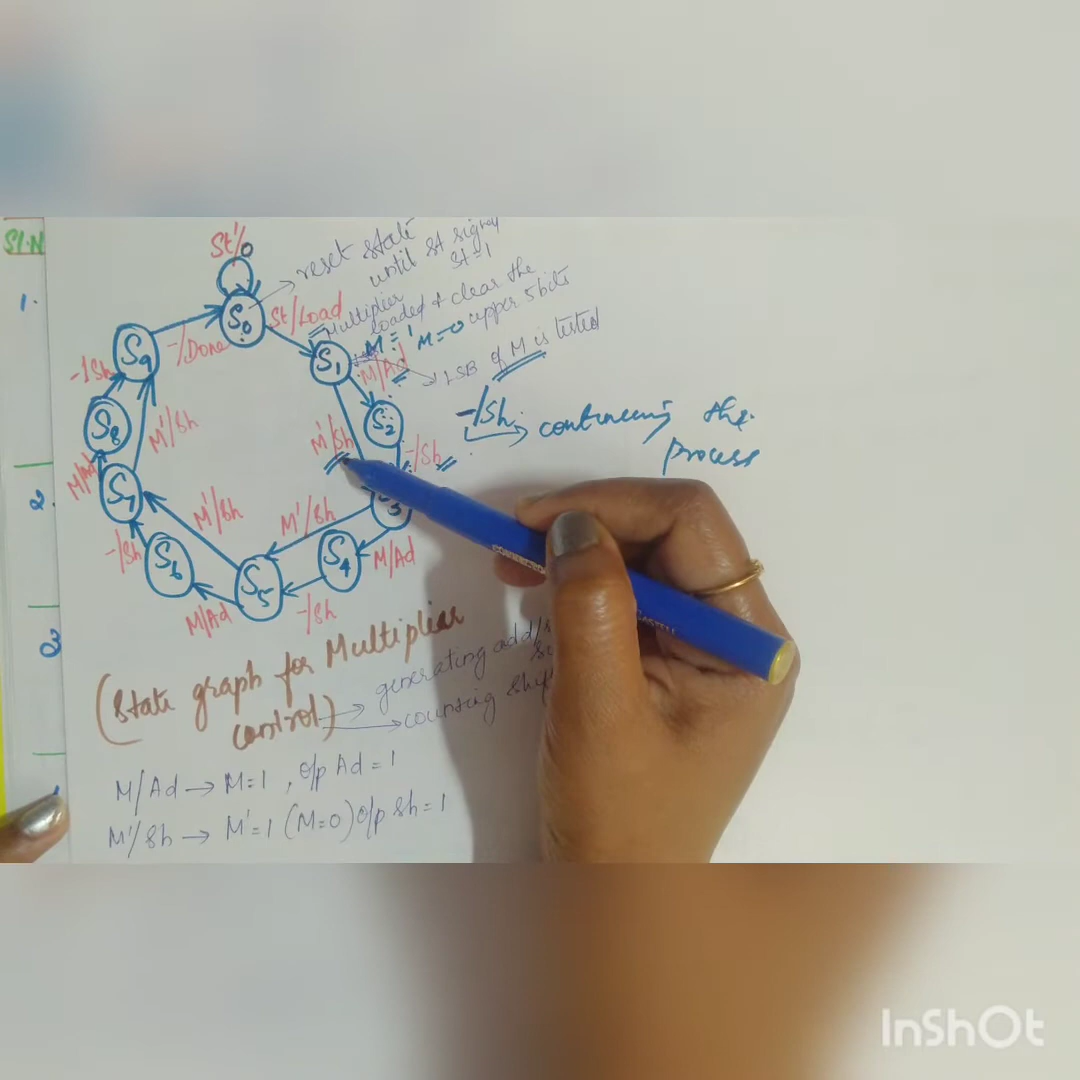 Sl.N
1.
2.
3
St'/0
S0
reset state
until st signal
St=1
St/Load
Multiplier
loaded & clear the
upper 5 bits
M=1 M=0
S1
M/Ad
LSB of M is tested
S9
-/Done
-/Sh
S8
M'/Sh
S2
M'/Sh
-/Sh
-/Sh. continuing the
process
M/Ad
S7
M'/Sh
M'/Sh
3
-/Sh
S6
S5
S4
M/Ad
M/Ad
-/Sh
(State graph for Multiplier
control)
generating add/s
counting shif
M/Ad → M=1 , o/p Ad = 1
M'/Sh → M'=1 (M=0) o/p Sh = 1
InShOt